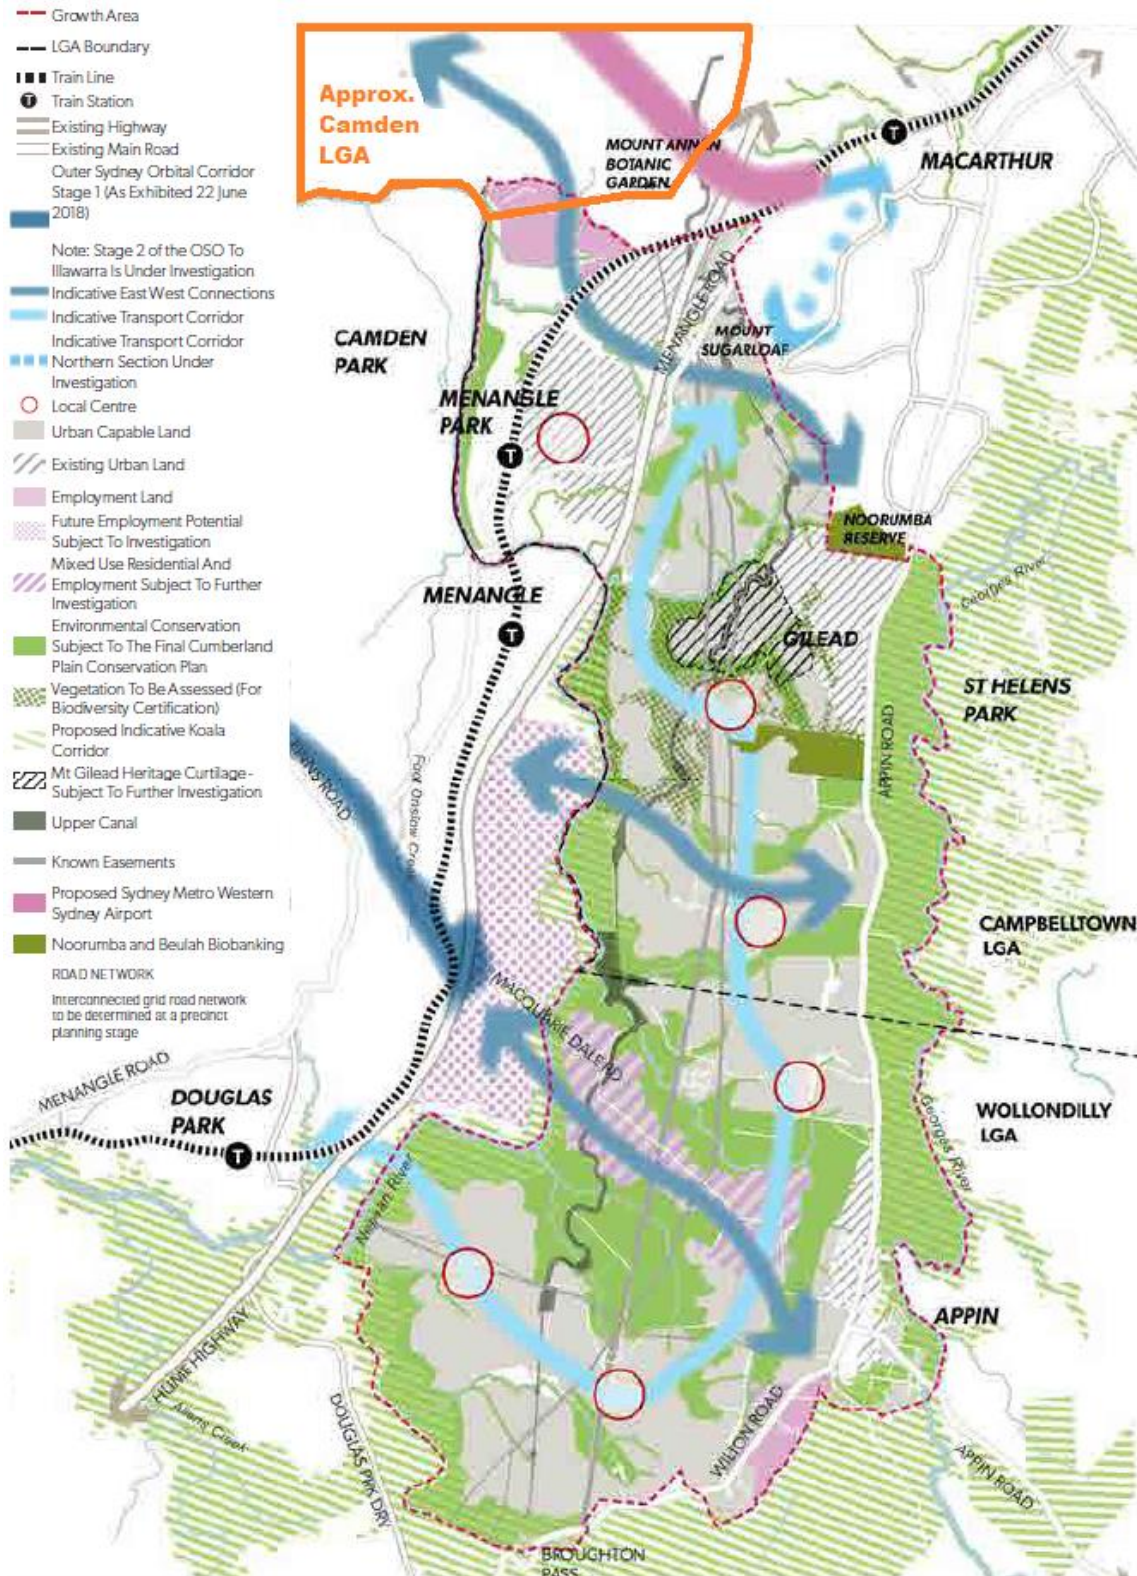 Growth Area
LGA Boundary
Train Line
T
Train Station
Existing Highway
Existing Main Road
Outer Sydney Orbital Corridor
Stage 1 (As Exhibited 22 June
2018)
Note: Stage 2 of the OSO To
Illawarra Is Under Investigation
Indicative East West Connections
Indicative Transport Corridor
Indicative Transport Corridor
Northern Section Under
Investigation
Local Centre
Urban Capable Land
Existing Urban Land
Employment Land
Future Employment Potential
Subject To Investigation
Mixed Use Residential And
Employment Subject To Further
Investigation
Environmental Conservation
Subject To The Final Cumberland
Plain Conservation Plan
Vegetation To Be Assessed (For
Biodiversity Certification)
Proposed Indicative Koala
Corridor
Mt Gilead Heritage Curtilage -
Subject To Further Investigation
Upper Canal
Known Easements
Proposed Sydney Metro Western
Sydney Airport
Noorumba and Beulah Biobanking
ROAD NETWORK
Interconnected grid road network
to be determined at a precinct
planning stage
Approx.
Camden
LGA
MOUNT ANNAN
BOTANIC
GARDEN
T
MACARTHUR
MENANGLE ROAD
MOUNT
SUGARLOAF
CAMDEN
PARK
MENANGLE
PARK
T
NOORUMBA
RESERVE
Georges River
MENANGLE
T
GILEAD
ST HELENS
PARK
APPIN ROAD
ROAD
Foot Onslow Creek
CAMPBELLTOWN
LGA
MACQUARIE DALE RD
MENANGLE ROAD
DOUGLAS
PARK
T
WOLLONDILLY
LGA
Georges River
Nepean River
APPIN
HUME HIGHWAY
Allens Creek
DOUGLAS PRK DRV
WILTON ROAD
APPIN ROAD
BROUGHTON
PASS